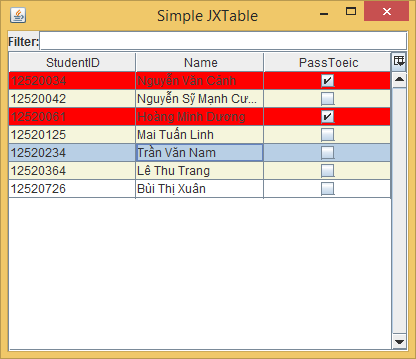 Simple JXTable
Filter:
StudentID Name PassToeic
12520034 Nguyễn Văn Cảnh
12520042 Nguyễn Sỹ Mạnh Cư...
12520061 Hoàng Minh Dương
12520125 Mai Tuấn Linh
12520234 Trần Văn Nam
12520364 Lê Thu Trang
12520726 Bùi Thị Xuân